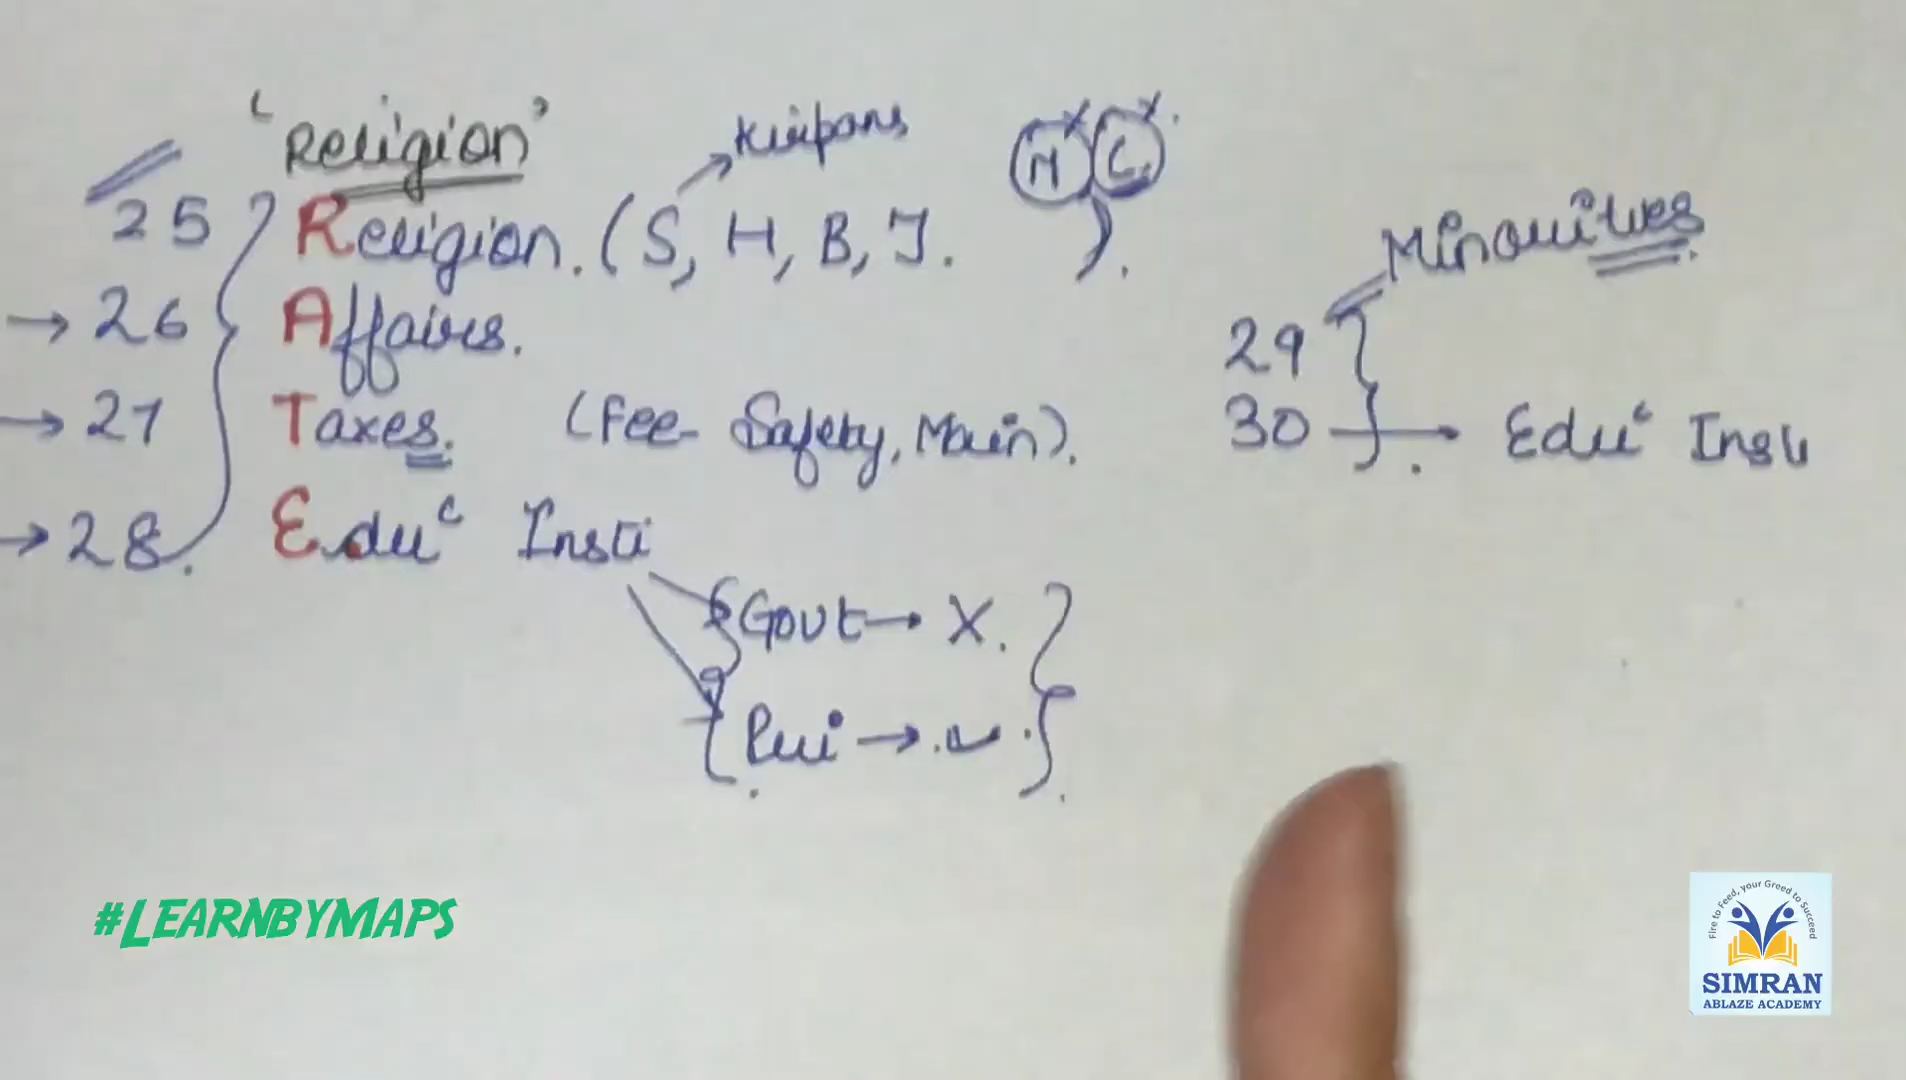 'Religion'
Kirpans
M C
25 Religion. (S, H, B, J. ).
→ 26 Affairs.
→ 27 Taxes. (Fee - Safety, Main).
→ 28. Educ Insti
Govt → X.
Pri → ✓.
Minorities
29
30 → Educ Insti
#LEARNBYMAPS
Fire to Feed, your Greed to Succeed
SIMRAN
ABLAZE ACADEMY